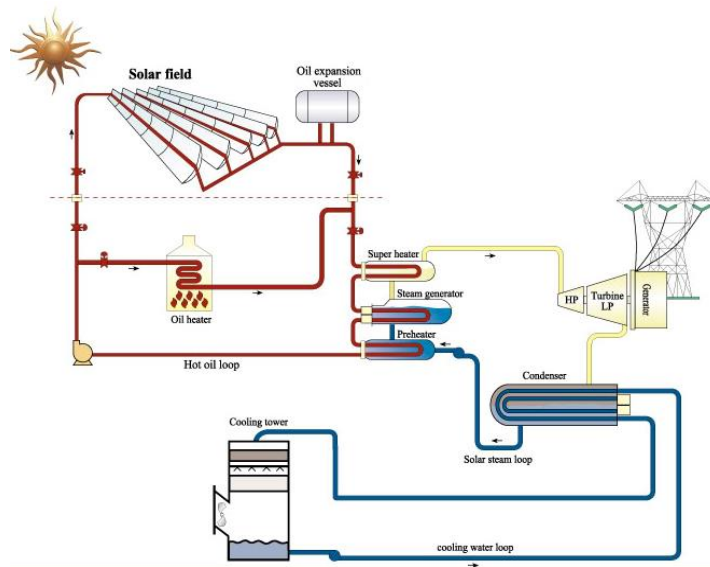 Solar field
Oil expansion
vessel
Super heater
Steam generator
Preheater
Oil heater
Hot oil loop
HP
Turbine
LP
Generator
Condenser
Cooling tower
Solar steam loop
cooling water loop